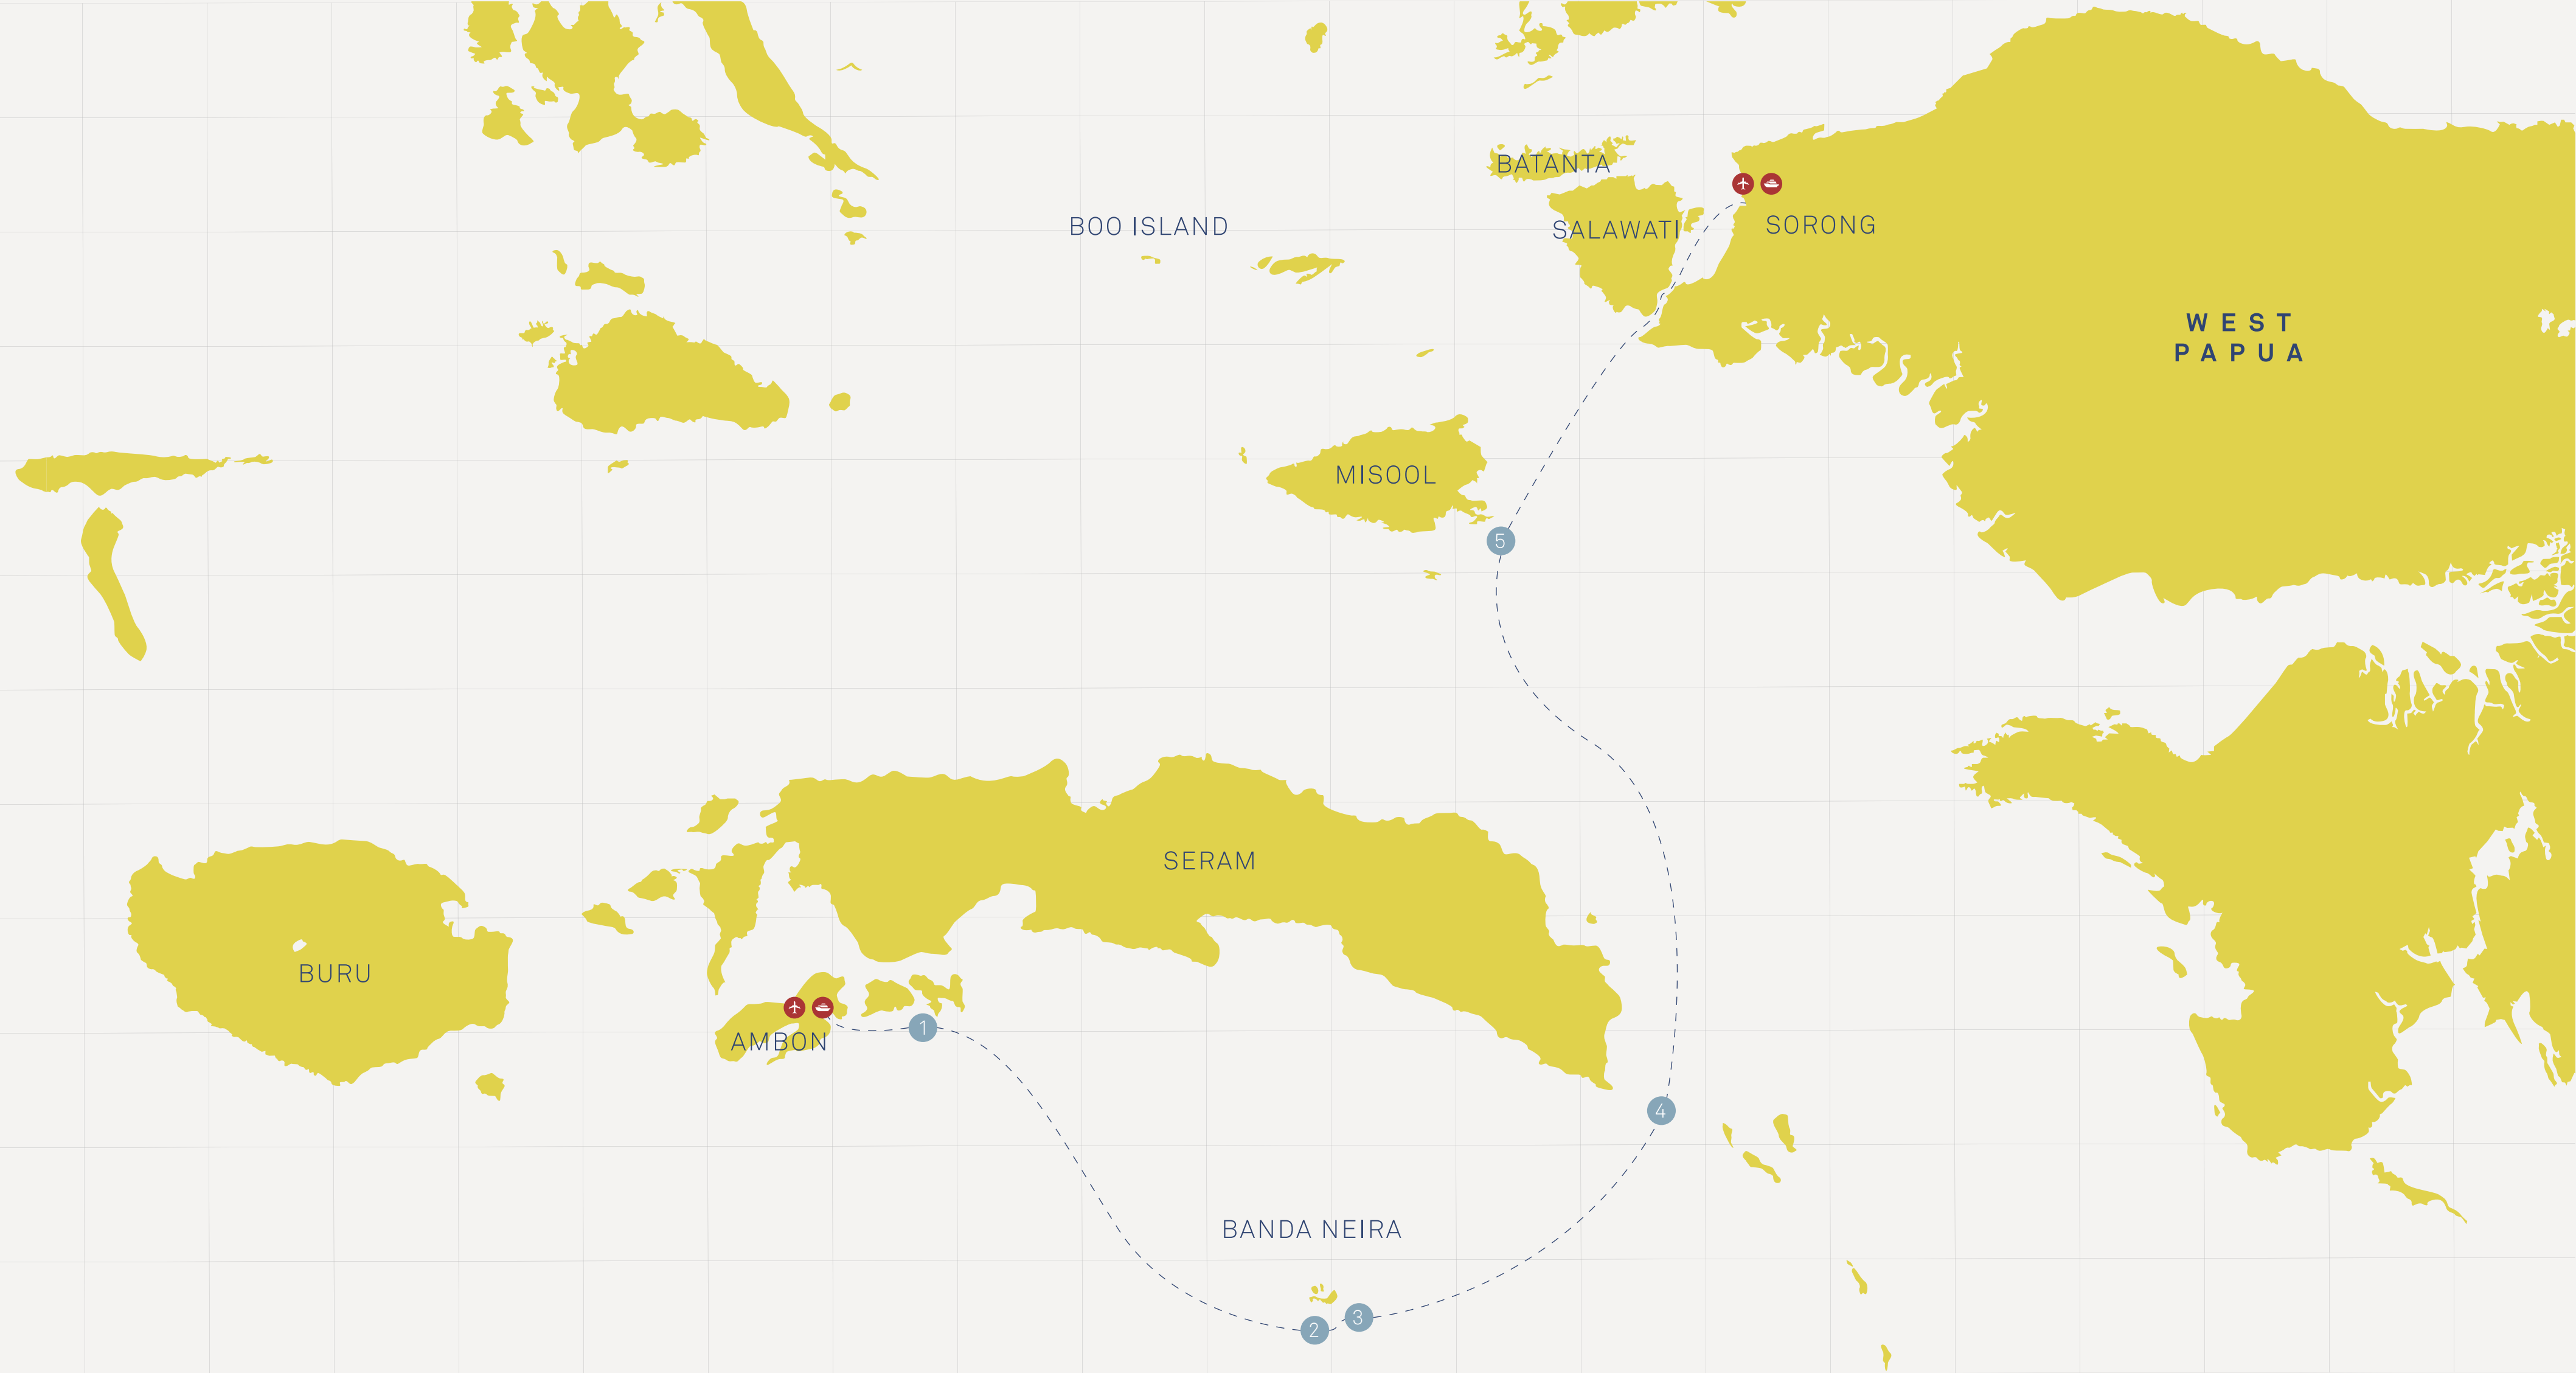 BATANTA
BOO ISLAND
SALAWATI
SORONG
WEST
PAPUA
MISOOL
5
SERAM
BURU
AMBON
1
4
BANDA NEIRA
3
2